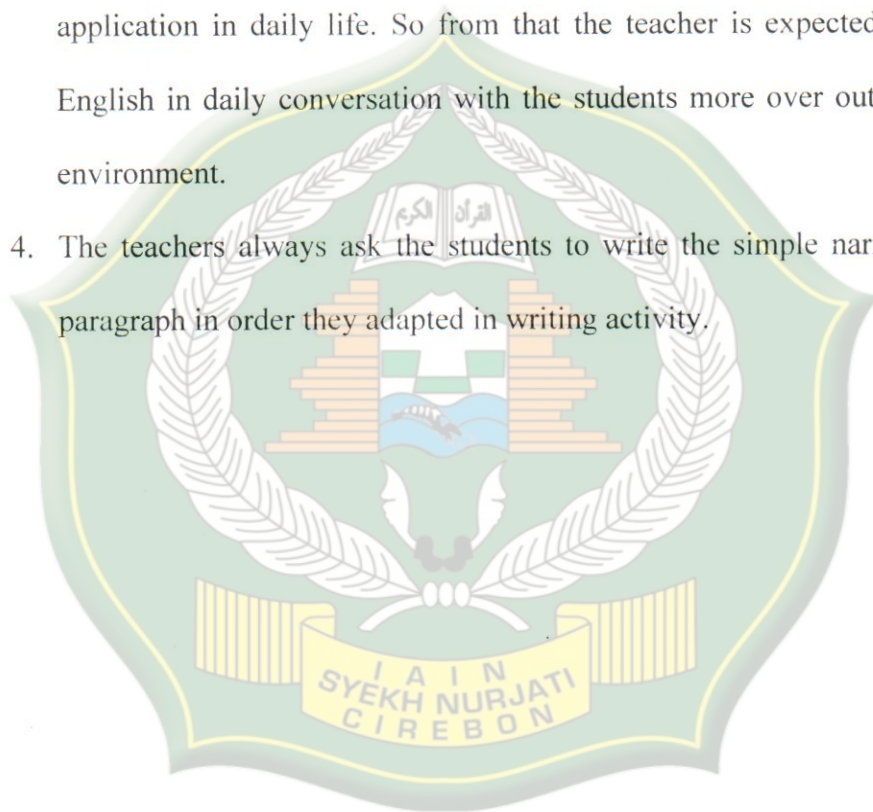 application in daily life. So from that the teacher is expected
English in daily conversation with the students more over out
environment.
4. The teachers always ask the students to write the simple nar
paragraph in order they adapted in writing activity.
القرآن الكريم
I A I N
SYEKH NURJATI
CIREBON